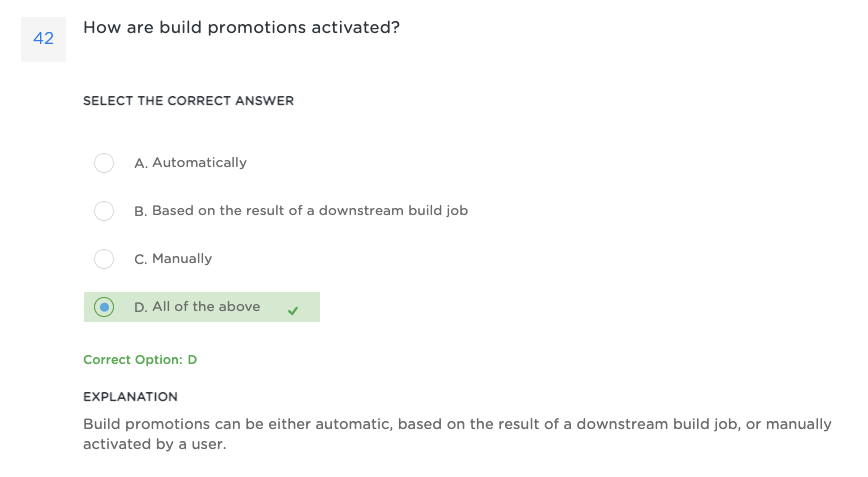 42
How are build promotions activated?
SELECT THE CORRECT ANSWER
A. Automatically
B. Based on the result of a downstream build job
C. Manually
D. All of the above
Correct Option: D
EXPLANATION
Build promotions can be either automatic, based on the result of a downstream build job, or manually
activated by a user.